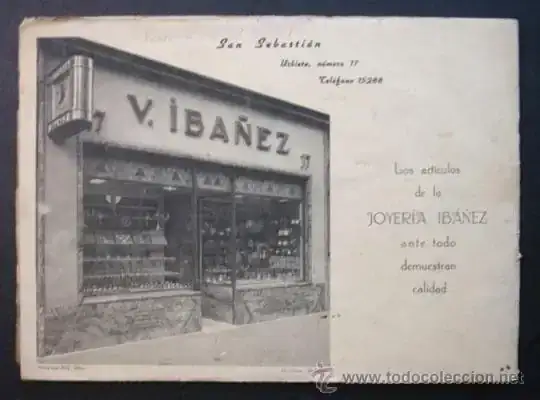 San Sebastián
Urbieta, número 17
Teléfono 15266
17
V. IBAÑEZ
17
Los artículos
de la
JOYERÍA IBÁÑEZ
ante todo
demuestran
calidad
www.todocoleccion.net